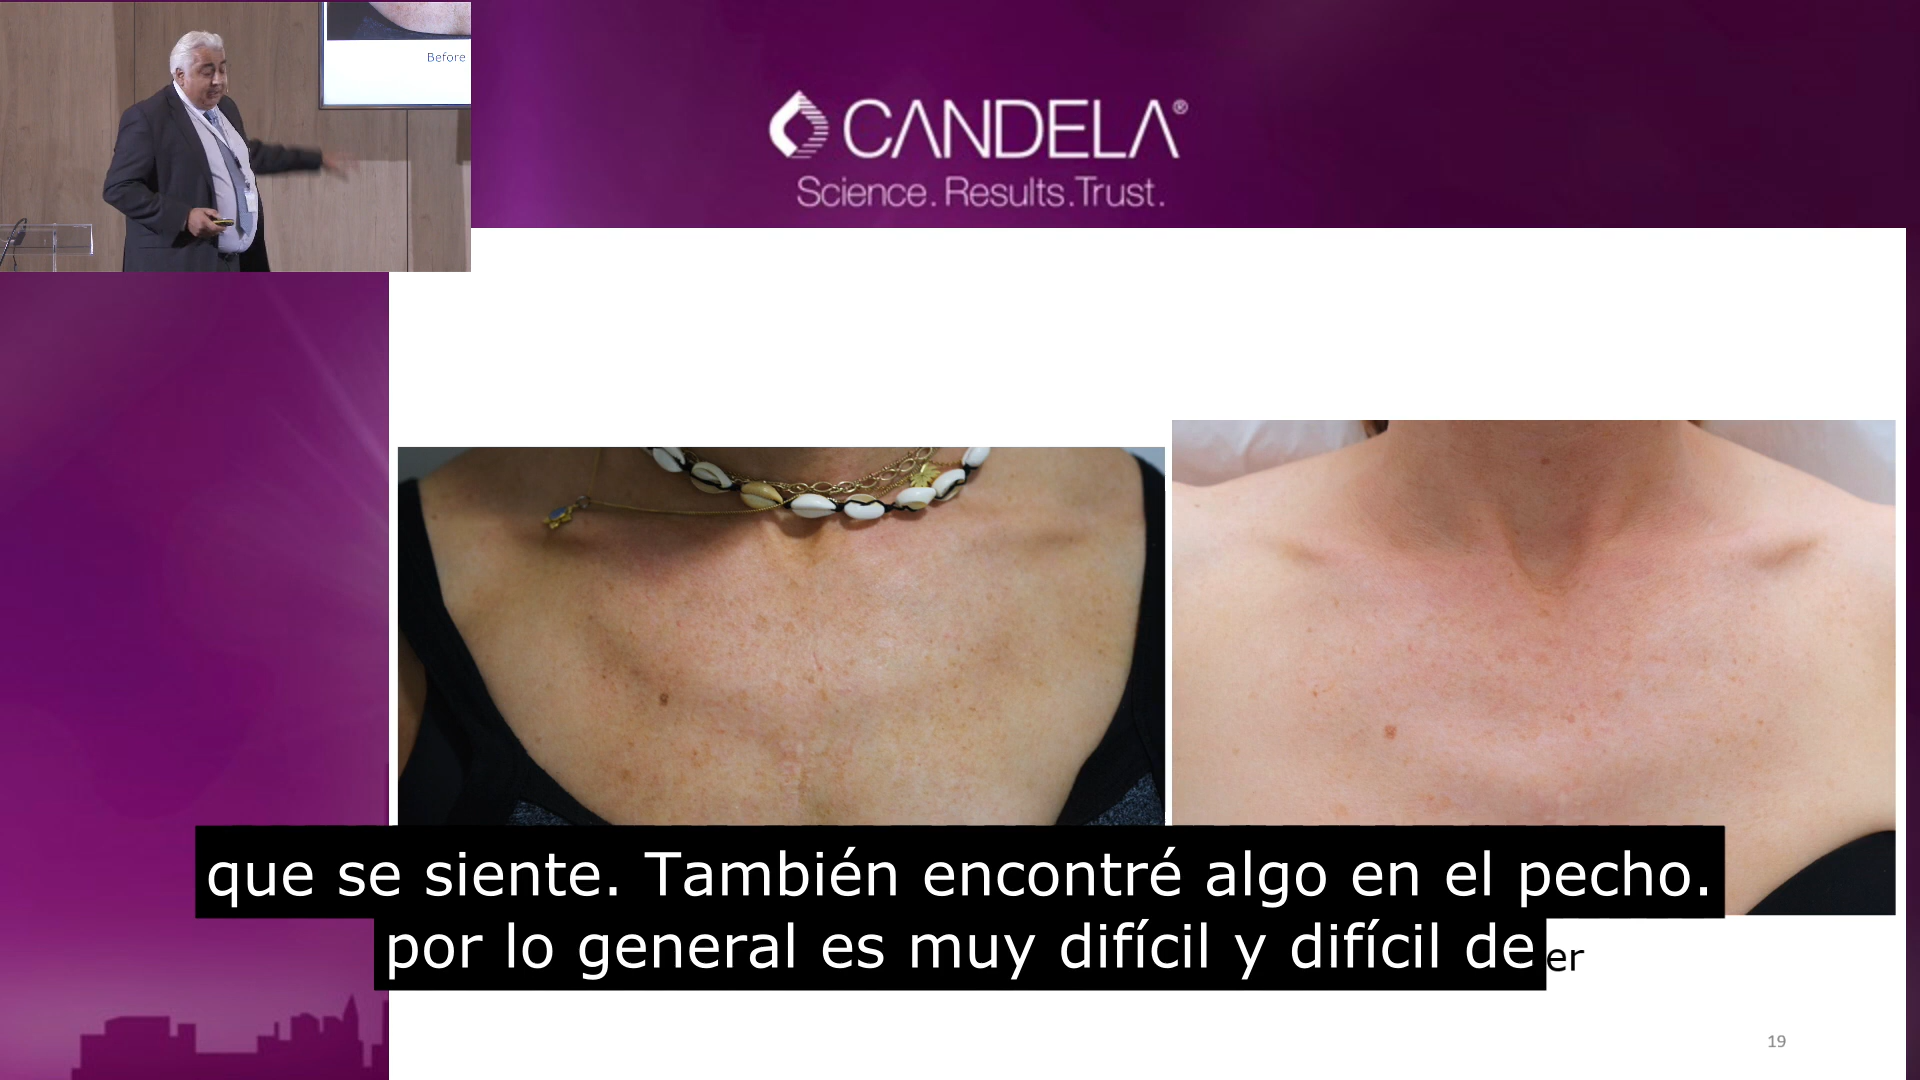 Before
CANDELA®
Science. Results. Trust.
que se siente. También encontré algo en el pecho.
por lo general es muy difícil y difícil de
er
19